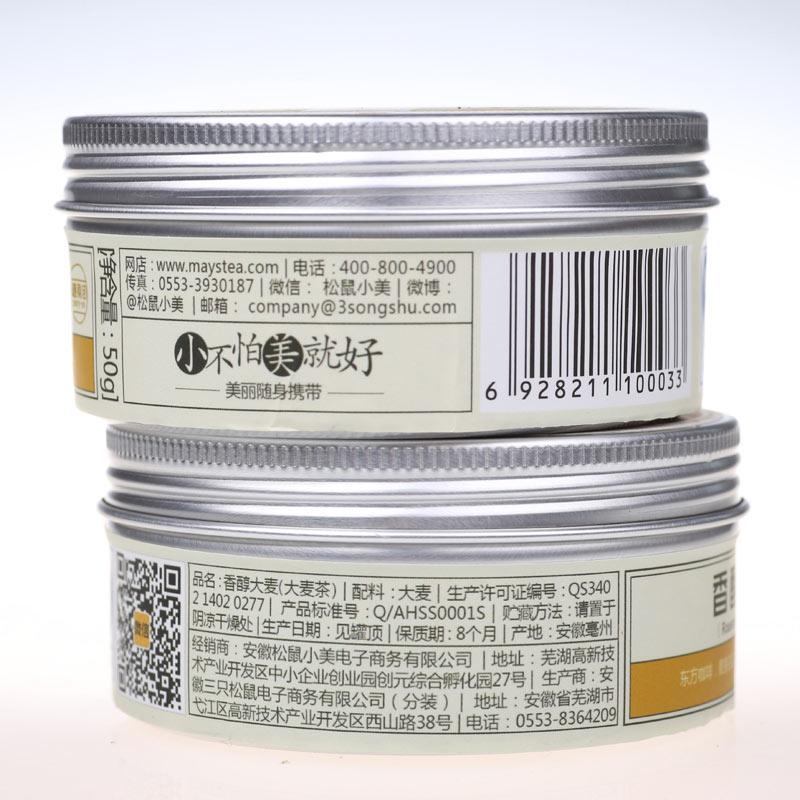 净含量：50g]
网店：www.maystea.com | 电话：400-800-4900
传真：0553-3930187 | 微信： 松鼠小美 | 微博：
@松鼠小美 | 邮箱： company@3songshu.com
小不怕美就好
美丽随身携带
6 928211 100033
微信
品名：香醇大麦(大麦茶) | 配料：大麦 | 生产许可证编号：QS340
2 1402 0277 | 产品标准号：Q/AHSS0001S | 贮藏方法：请置于
阴凉干燥处 | 生产日期：见罐顶 | 保质期：8个月 | 产地：安徽亳州
经销商：安徽松鼠小美电子商务有限公司 | 地址：芜湖高新技
术产业开发区中小企业创业园创元综合孵化园27号 | 生产商：安
徽三只松鼠电子商务有限公司（分装） | 地址：安徽省芜湖市
弋江区高新技术产业开发区西山路38号 | 电话：0553-8364209
香
东方咖啡